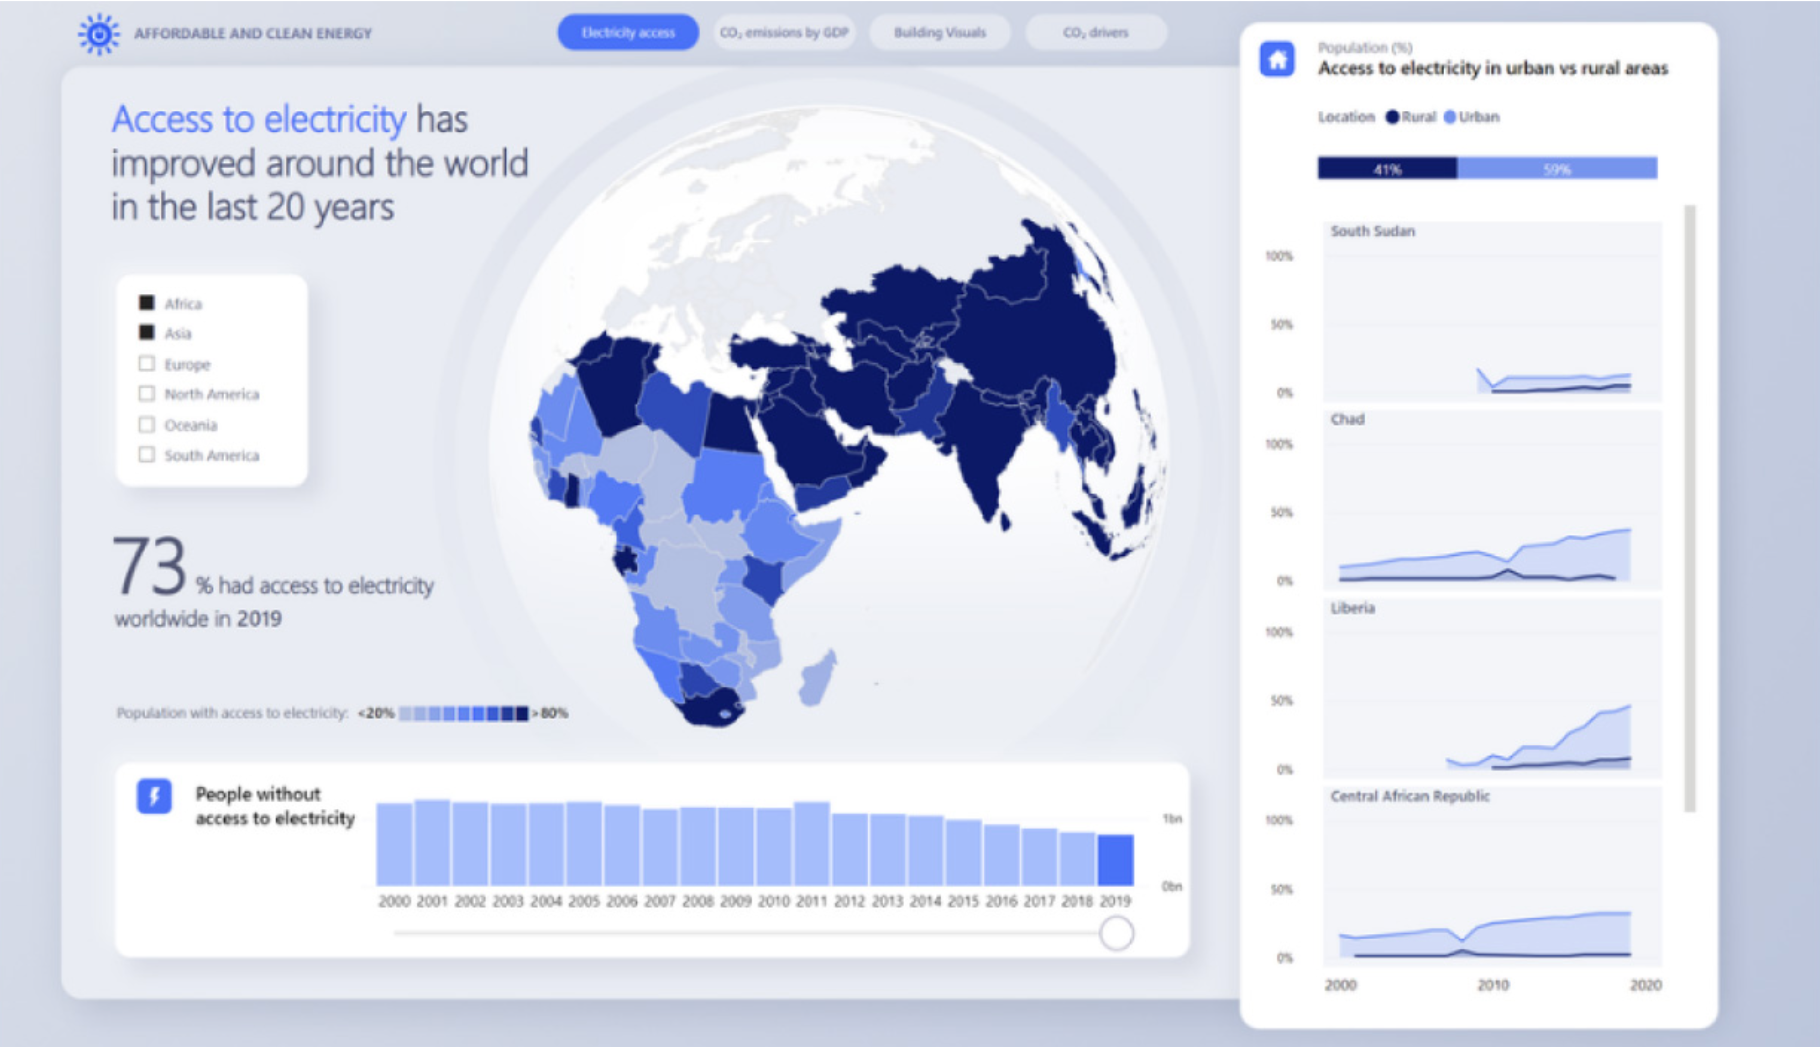 AFFORDABLE AND CLEAN ENERGY
Electricity access
CO₂ emissions by GDP
Building Visuals
CO₂ drivers
Access to electricity has
improved around the world
in the last 20 years
Africa
Asia
Europe
North America
Oceania
South America
73 % had access to electricity
worldwide in 2019
Population with access to electricity: <20% >80%
People without
access to electricity
1bn
0bn
2000 2001 2002 2003 2004 2005 2006 2007 2008 2009 2010 2011 2012 2013 2014 2015 2016 2017 2018 2019
Population (%)
Access to electricity in urban vs rural areas
Location Rural Urban
41% 59%
South Sudan
100%
50%
0%
Chad
100%
50%
0%
Liberia
100%
50%
0%
Central African Republic
100%
50%
0%
2000 2010 2020